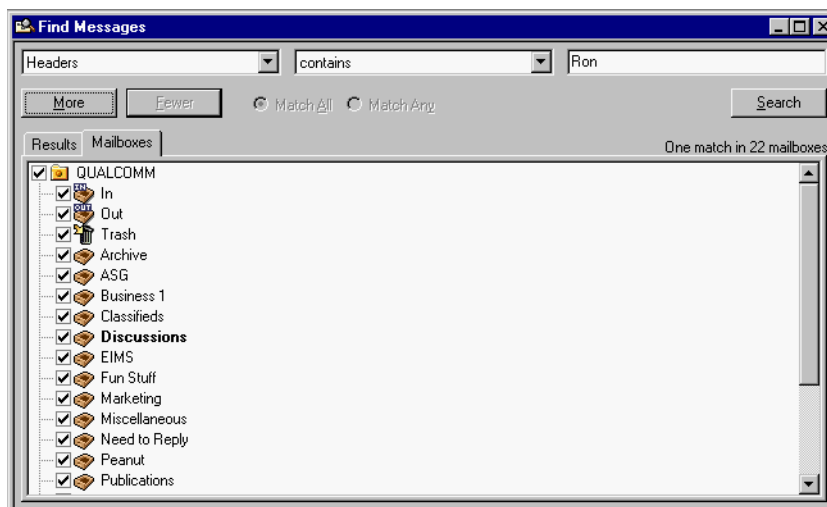 Find Messages
Headers contains Ron
More Fewer Match All Match Any Search
Results Mailboxes One match in 22 mailboxes
QUALCOMM
IN In
OUT Out
Trash
Archive
ASG
Business 1
Classifieds
Discussions
EIMS
Fun Stuff
Marketing
Miscellaneous
Need to Reply
Peanut
Publications